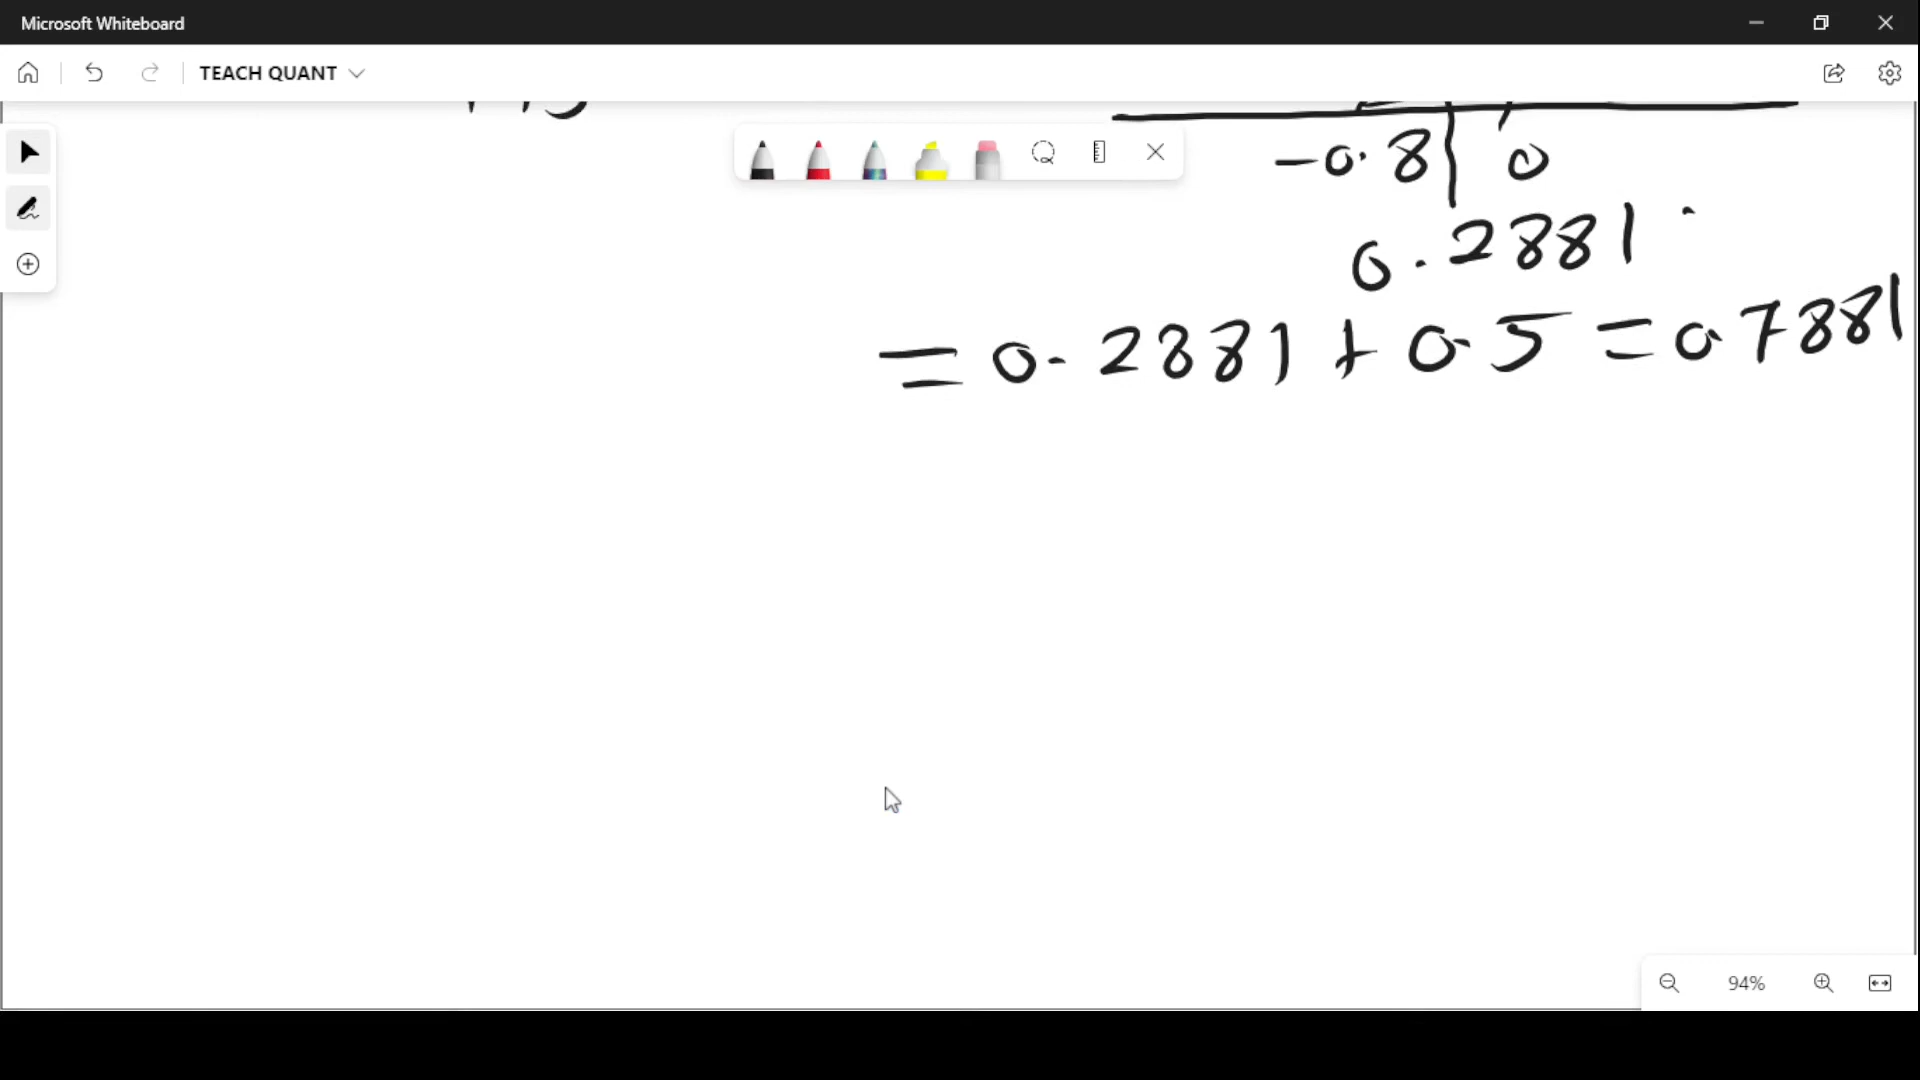 Microsoft Whiteboard
TEACH QUANT
-0.8 0
0.2881
= 0.2881 + 0.5 = 0.7881
94%